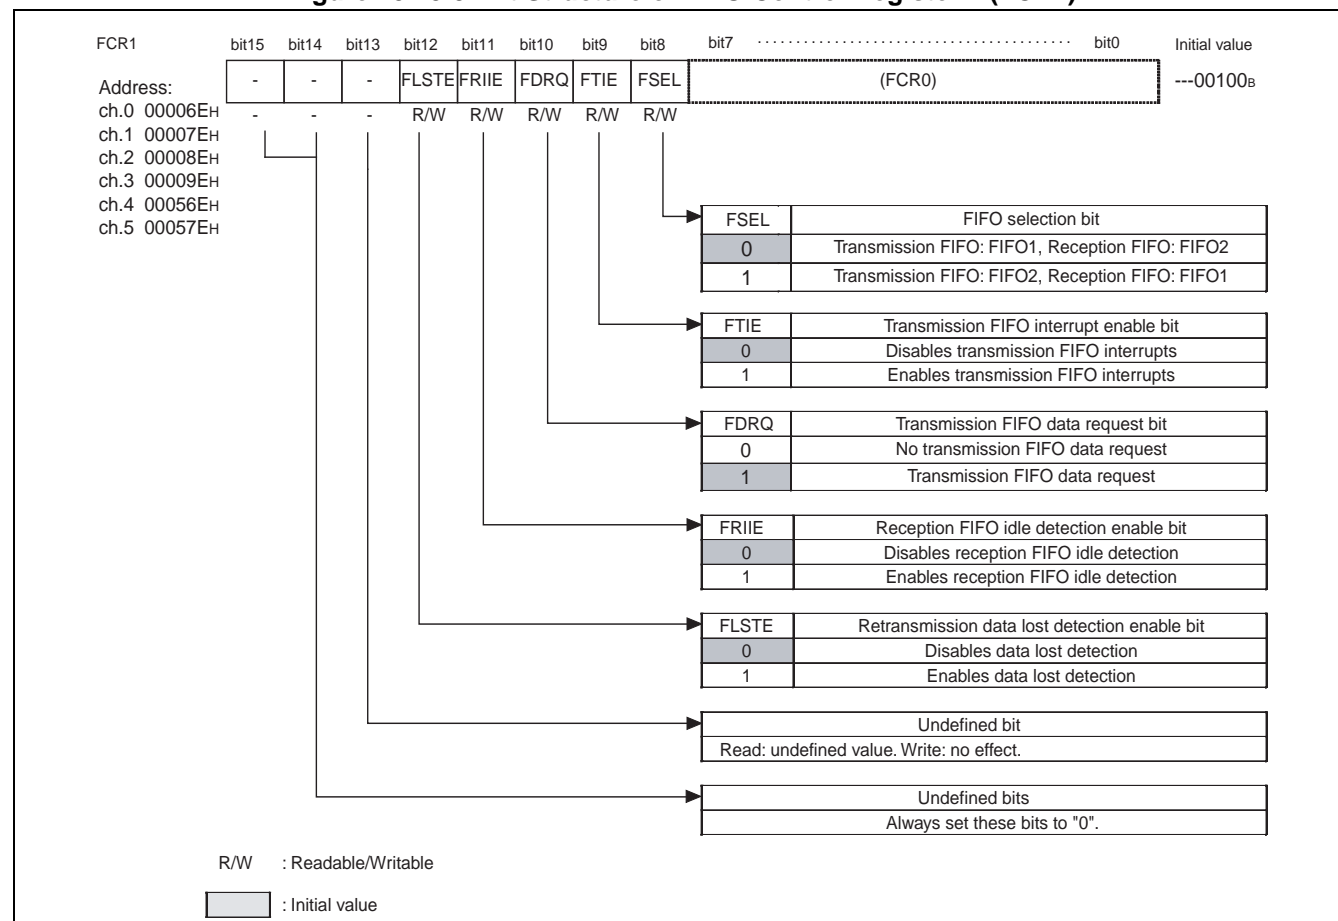 FCR1 bit15 bit14 bit13 bit12 bit11 bit10 bit9 bit8 bit7 ........................................ bit0 Initial value
Address: - - - FLSTE FRIIE FDRQ FTIE FSEL (FCR0) ---00100B
ch.0 00006EH - - - R/W R/W R/W R/W R/W
ch.1 00007EH
ch.2 00008EH
ch.3 00009EH
ch.4 00056EH
ch.5 00057EH
FSEL FIFO selection bit
0 Transmission FIFO: FIFO1, Reception FIFO: FIFO2
1 Transmission FIFO: FIFO2, Reception FIFO: FIFO1
FTIE Transmission FIFO interrupt enable bit
0 Disables transmission FIFO interrupts
1 Enables transmission FIFO interrupts
FDRQ Transmission FIFO data request bit
0 No transmission FIFO data request
1 Transmission FIFO data request
FRIIE Reception FIFO idle detection enable bit
0 Disables reception FIFO idle detection
1 Enables reception FIFO idle detection
FLSTE Retransmission data lost detection enable bit
0 Disables data lost detection
1 Enables data lost detection
Undefined bit
Read: undefined value. Write: no effect.
Undefined bits
Always set these bits to "0".
R/W : Readable/Writable
: Initial value